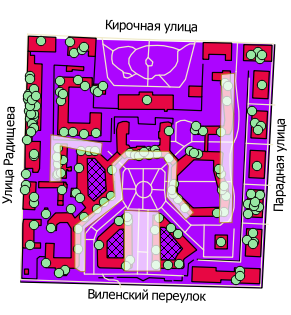 Кирочная улица
Улица Радищева
Парадная улица
Виленский переулок